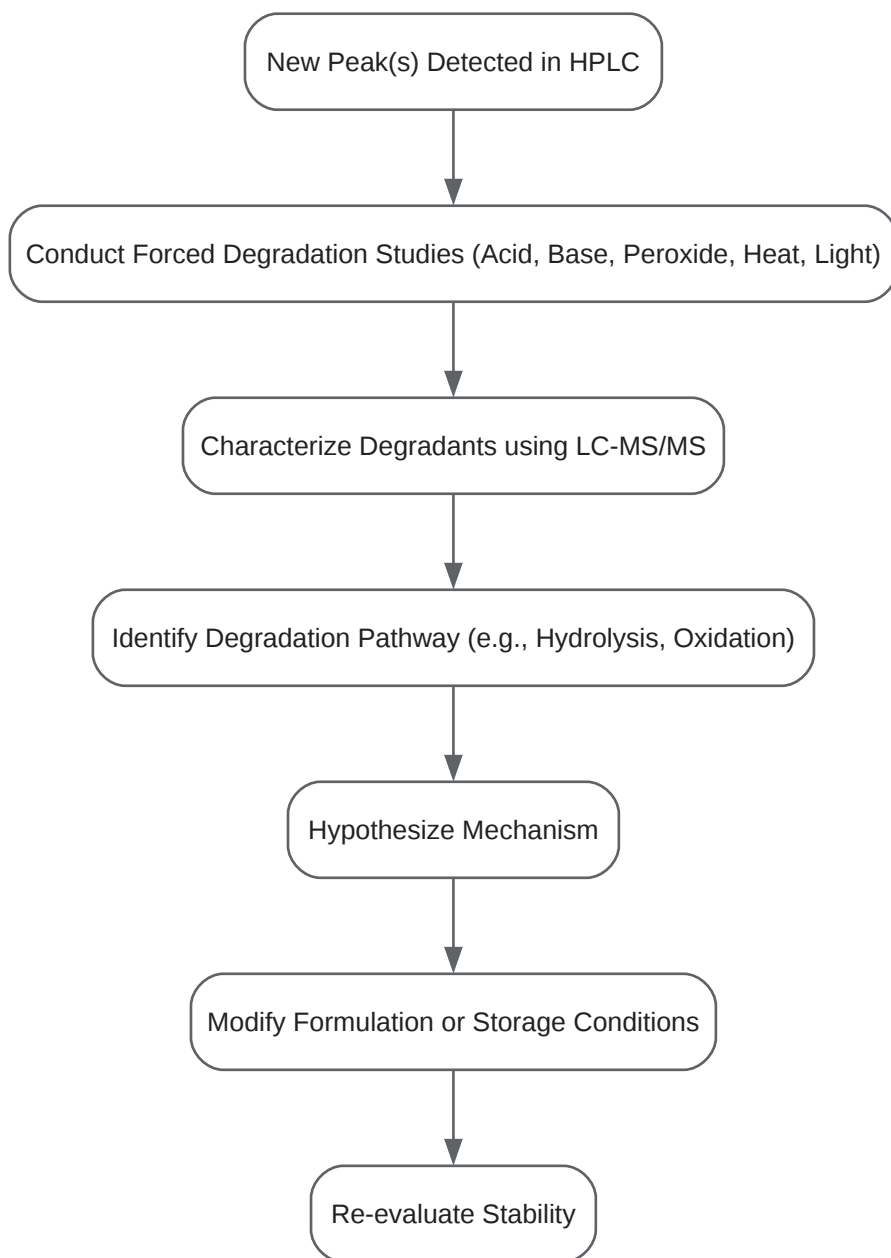 New Peak(s) Detected in HPLC
Conduct Forced Degradation Studies (Acid, Base, Peroxide, Heat, Light)
Characterize Degradants using LC-MS/MS
Identify Degradation Pathway (e.g., Hydrolysis, Oxidation)
Hypothesize Mechanism
Modify Formulation or Storage Conditions
Re-evaluate Stability